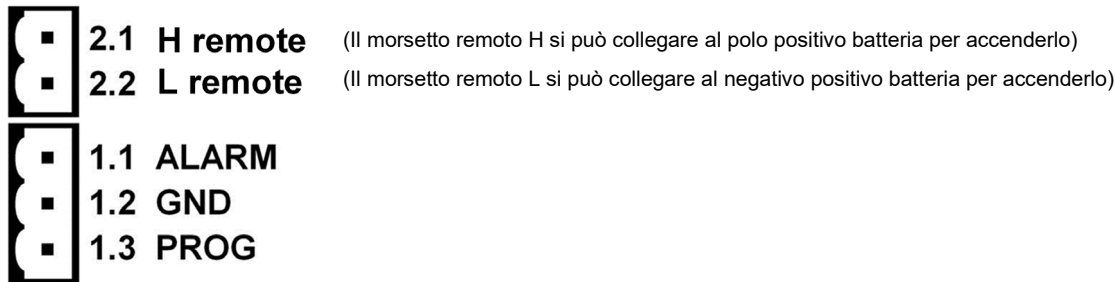 2.1 H remote (Il morsetto remoto H si può collegare al polo positivo batteria per accenderlo)
2.2 L remote (Il morsetto remoto L si può collegare al negativo positivo batteria per accenderlo)
1.1 ALARM
1.2 GND
1.3 PROG